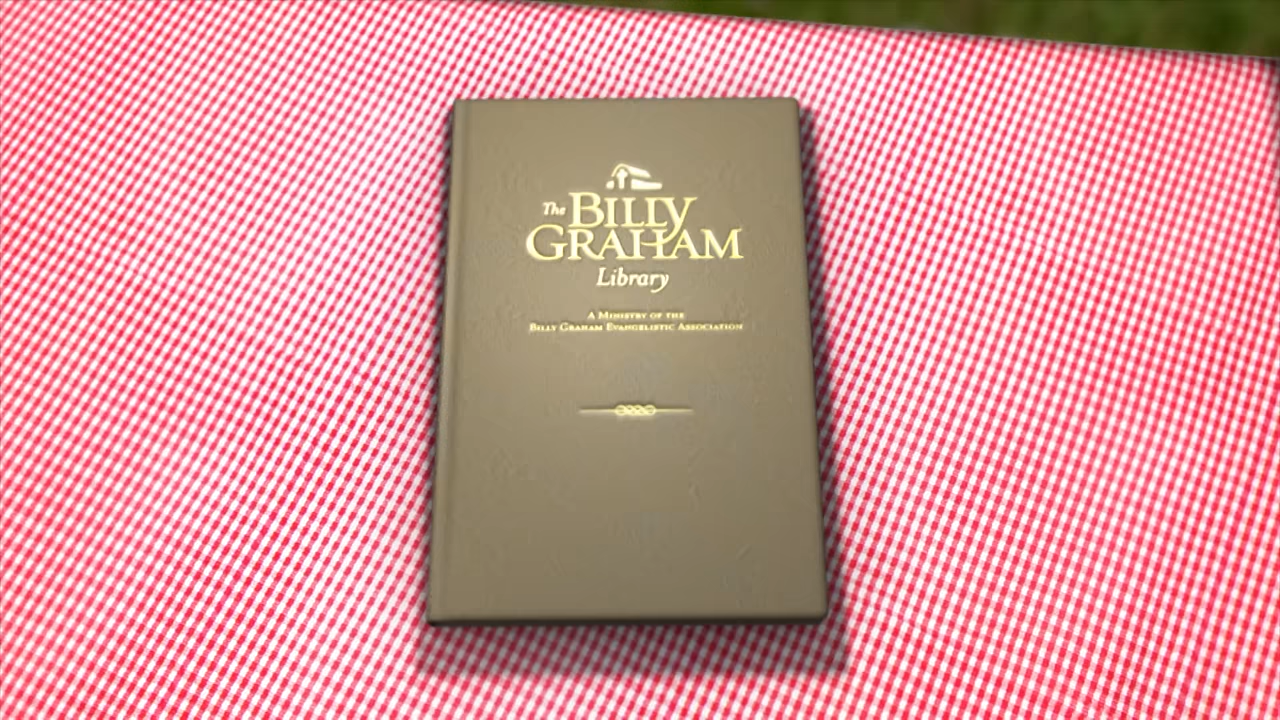 The BILLY
GRAHAM
Library
A MINISTRY OF THE
BILLY GRAHAM EVANGELISTIC ASSOCIATION